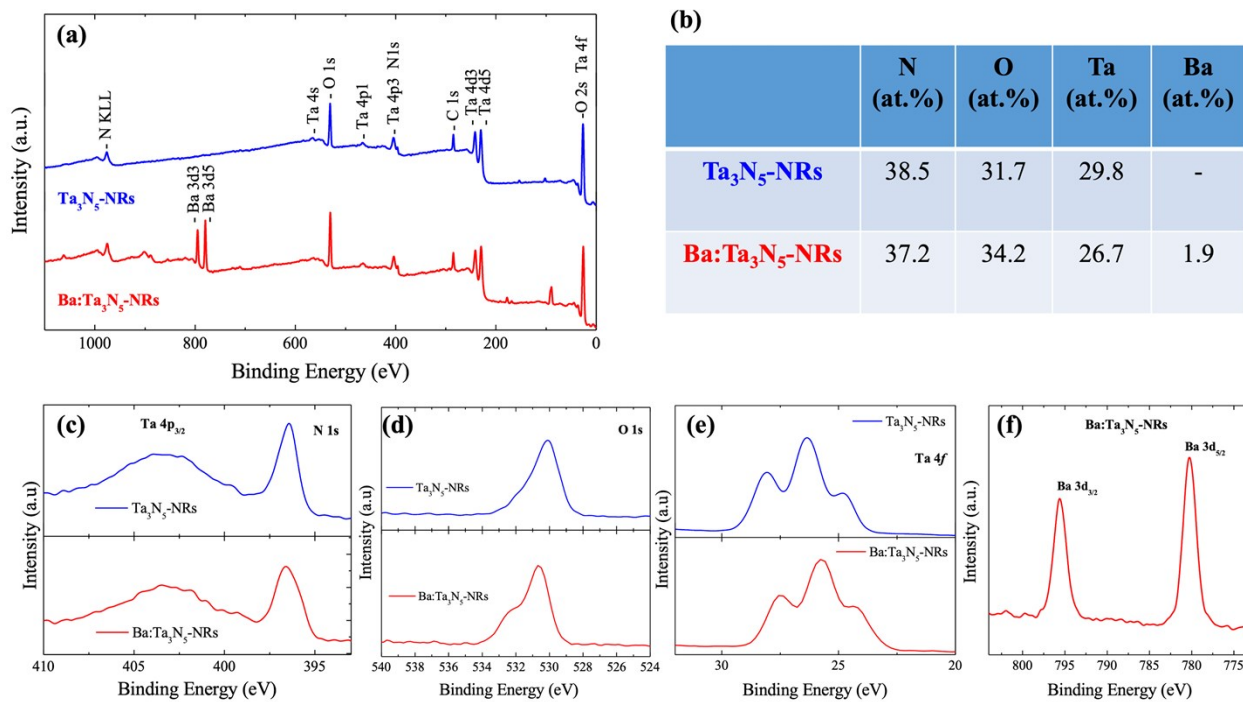 (a)
Intensity (a.u.)
N KLL
Ba 3d3
Ba 3d5
Ta 4s
O 1s
Ta 4p1
Ta 4p3 N1s
C 1s
Ta 4d3
Ta 4d5
O 2s Ta 4f
Ta₃N₅-NRs
Ba:Ta₃N₅-NRs
1000 800 600 400 200 0
Binding Energy (eV)
(b)
N O Ta Ba
(at.%) (at.%) (at.%) (at.%)
Ta₃N₅-NRs 38.5 31.7 29.8 -
Ba:Ta₃N₅-NRs 37.2 34.2 26.7 1.9
(c)
Ta 4p₃/₂
N 1s
Ta₃N₅-NRs
Ba:Ta₃N₅-NRs
Intensity (a.u)
410 405 400 395
Binding Energy (eV)
(d)
O 1s
Ta₃N₅-NRs
Ba:Ta₃N₅-NRs
Intensity (a.u)
540 538 536 534 532 530 528 526 524
Binding Energy (eV)
(e)
Ta₃N₅-NRs
Ta 4f
Ba:Ta₃N₅-NRs
Intensity (a.u)
30 25 20
Binding Energy (eV)
(f)
Ba:Ta₃N₅-NRs
Ba 3d₅/₂
Ba 3d₃/₂
Intensity (a.u.)
800 795 790 785 780 775
Binding Energy (eV)